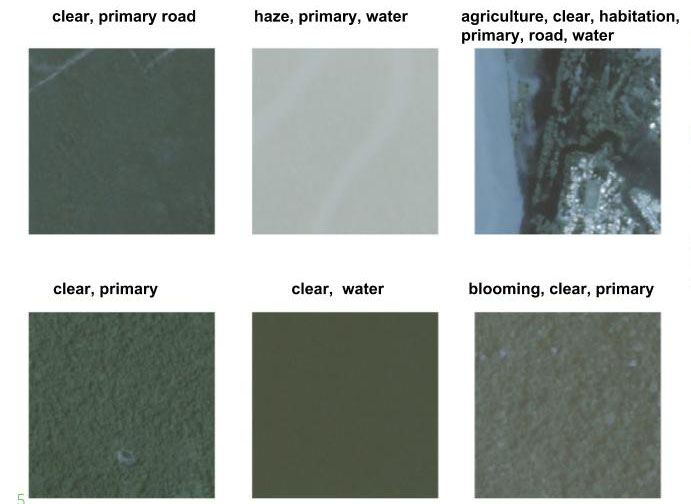 clear, primary road
haze, primary, water
agriculture, clear, habitation,
primary, road, water
clear, primary
clear, water
blooming, clear, primary
5